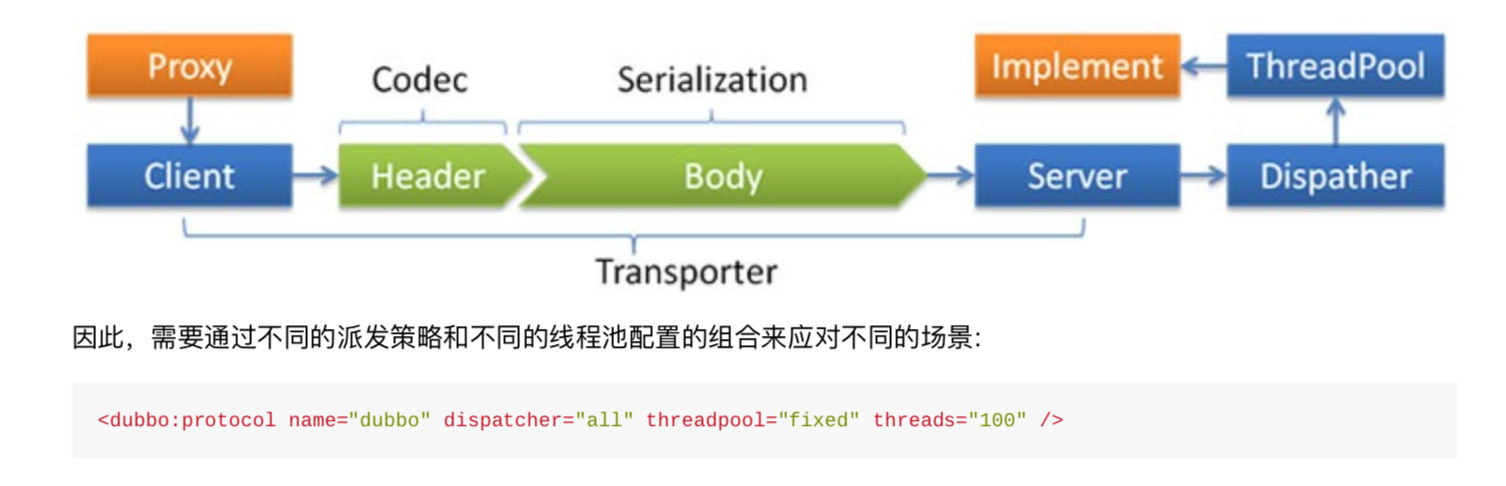 Proxy
Codec
Serialization
Implement
ThreadPool
Client
Header
Body
Server
Dispather
Transporter
因此，需要通过不同的派发策略和不同的线程池配置的组合来应对不同的场景:
<dubbo:protocol name="dubbo" dispatcher="all" threadpool="fixed" threads="100" />